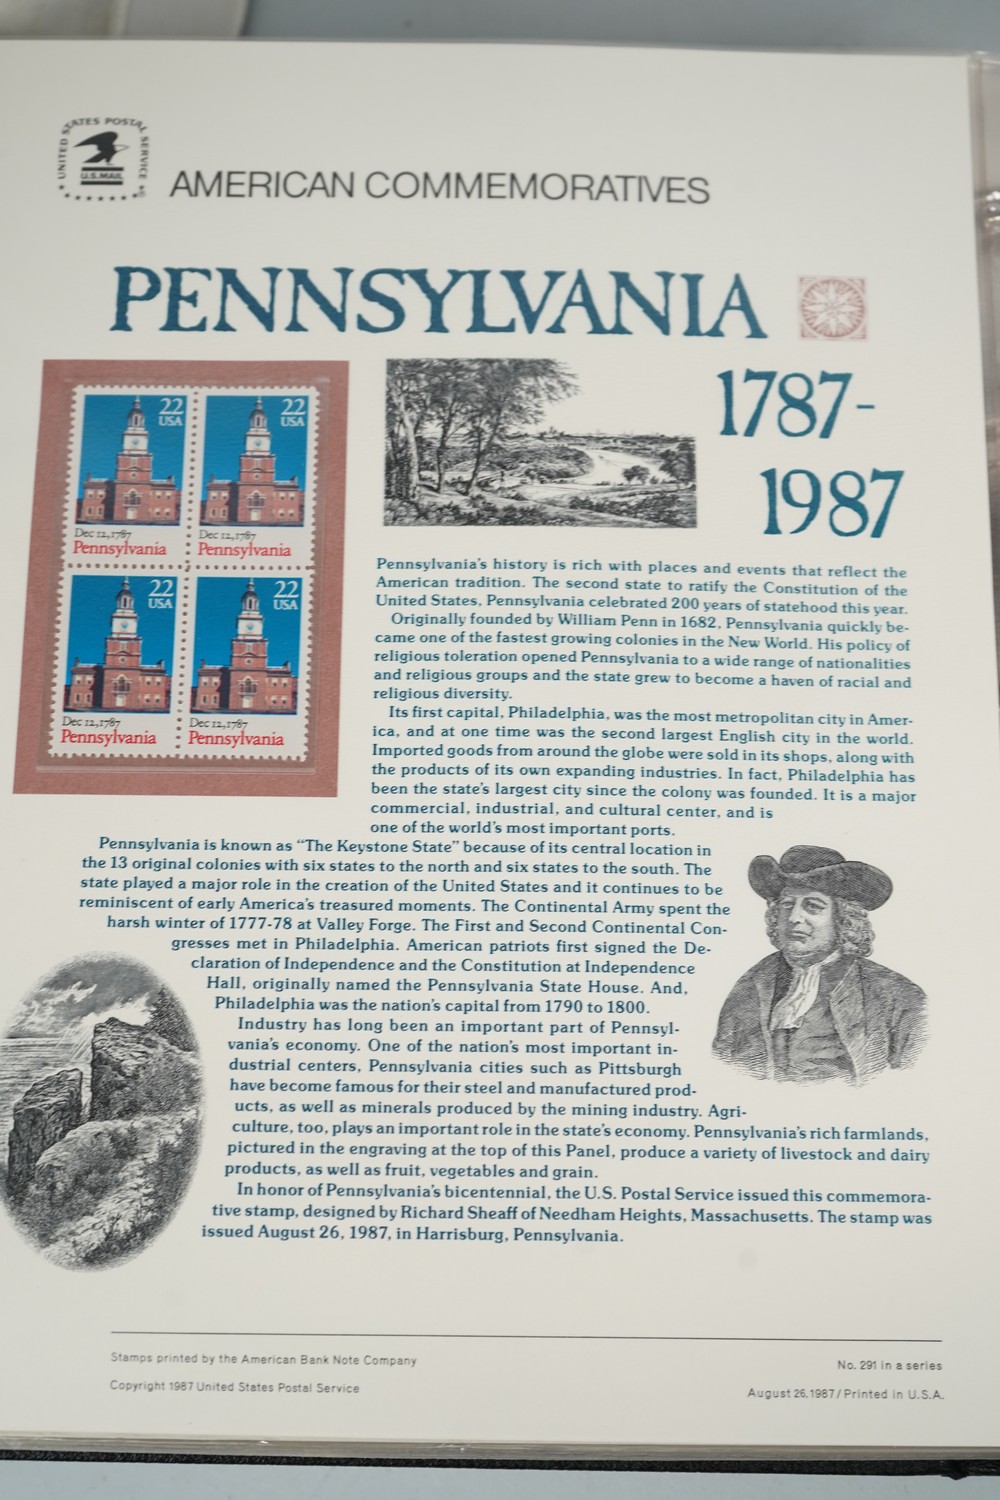 UNITED STATES POSTAL SERVICE
U.S.MAIL
AMERICAN COMMEMORATIVES
PENNSYLVANIA
1787-
1987
22
USA
Dec 12,1787
Pennsylvania
22
USA
Dec 12,1787
Pennsylvania
22
USA
Dec 12,1787
Pennsylvania
22
USA
Dec 12,1787
Pennsylvania
Pennsylvania's history is rich with places and events that reflect the
American tradition. The second state to ratify the Constitution of the
United States, Pennsylvania celebrated 200 years of statehood this year.
Originally founded by William Penn in 1682, Pennsylvania quickly be-
came one of the fastest growing colonies in the New World. His policy of
religious toleration opened Pennsylvania to a wide range of nationalities
and religious groups and the state grew to become a haven of racial and
religious diversity.
Its first capital, Philadelphia, was the most metropolitan city in Amer-
ica, and at one time was the second largest English city in the world.
Imported goods from around the globe were sold in its shops, along with
the products of its own expanding industries. In fact, Philadelphia has
been the state's largest city since the colony was founded. It is a major
commercial, industrial, and cultural center, and is
one of the world's most important ports.
Pennsylvania is known as "The Keystone State" because of its central location in
the 13 original colonies with six states to the north and six states to the south. The
state played a major role in the creation of the United States and it continues to be
reminiscent of early America's treasured moments. The Continental Army spent the
harsh winter of 1777-78 at Valley Forge. The First and Second Continental Con-
gresses met in Philadelphia. American patriots first signed the De-
claration of Independence and the Constitution at Independence
Hall, originally named the Pennsylvania State House. And,
Philadelphia was the nation's capital from 1790 to 1800.
Industry has long been an important part of Pennsyl-
vania's economy. One of the nation's most important in-
dustrial centers, Pennsylvania cities such as Pittsburgh
have become famous for their steel and manufactured prod-
ucts, as well as minerals produced by the mining industry. Agri-
culture, too, plays an important role in the state's economy. Pennsylvania's rich farmlands,
pictured in the engraving at the top of this Panel, produce a variety of livestock and dairy
products, as well as fruit, vegetables and grain.
In honor of Pennsylvania's bicentennial, the U.S. Postal Service issued this commemora-
tive stamp, designed by Richard Sheaff of Needham Heights, Massachusetts. The stamp was
issued August 26, 1987, in Harrisburg, Pennsylvania.
Stamps printed by the American Bank Note Company
No. 291 in a series
Copyright 1987 United States Postal Service
August 26, 1987/Printed in U.S.A.